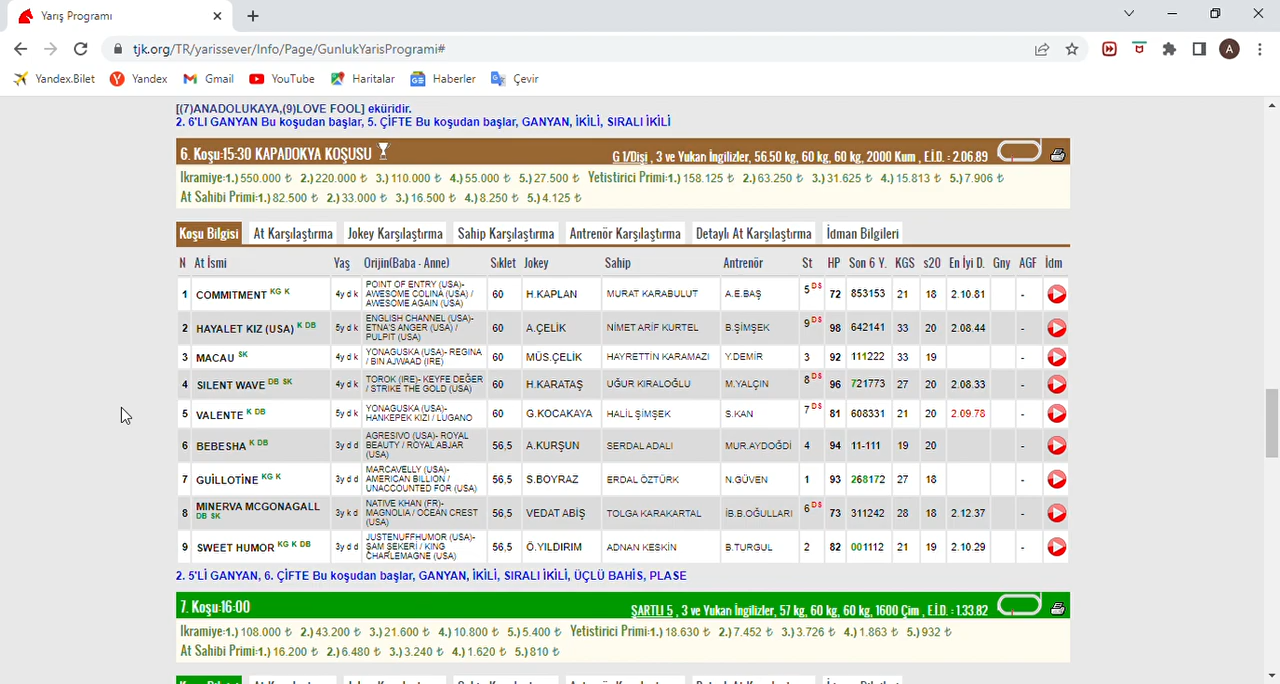 Yarış Programı
tjk.org/TR/yarissever/Info/Page/GunlukYarisProgrami#
A
Yandex.Bilet Yandex Gmail YouTube Haritalar Haberler Çevir
[(7)ANADOLUKAYA,(9)LOVE FOOL] eküridir.
2. 6'LI GANYAN Bu koşudan başlar, 5. ÇİFTE Bu koşudan başlar, GANYAN, İKİLİ, SIRALI İKİLİ
6. Koşu:15:30 KAPADOKYA KOŞUSU G 1/Dişi , 3 ve Yukarı İngilizler, 56.50 kg, 60 kg, 60 kg, 2000 Kum , E.İ.D. : 2.06.89
Ikramiye:1.) 550.000 ₺ 2.) 220.000 ₺ 3.) 110.000 ₺ 4.) 55.000 ₺ 5.) 27.500 ₺ Yetistirici Primi:1.) 158.125 ₺ 2.) 63.250 ₺ 3.) 31.625 ₺ 4.) 15.813 ₺ 5.) 7.906 ₺
At Sahibi Primi:1.) 82.500 ₺ 2.) 33.000 ₺ 3.) 16.500 ₺ 4.) 8.250 ₺ 5.) 4.125 ₺
Koşu Bilgisi At Karşılaştırma Jokey Karşılaştırma Sahip Karşılaştırma Antrenör Karşılaştırma Detaylı At Karşılaştırma İdman Bilgileri
N At İsmi Yaş Orijin(Baba - Anne) Sıklet Jokey Sahip Antrenör St HP Son 6 Y. KGS s20 En İyi D. Gny AGF İdm
1 COMMITMENT KG K 4y d k POINT OF ENTRY (USA)- AWESOME COLINA (USA) / AWESOME AGAIN (USA) 60 H.KAPLAN MURAT KARABULUT A.E.BAŞ 5 DS 72 853153 21 18 2.10.81 -
2 HAYALET KIZ (USA) K DB 5y d k ENGLISH CHANNEL (USA)- ETNA'S ANGER (USA) / PULPIT (USA) 60 A.ÇELİK NİMET ARİF KURTEL B.ŞİMŞEK 9 DS 98 642141 33 20 2.08.44 -
3 MACAU SK 4y d k YONAGUSKA (USA)- REGINA / BIN AJWAAD (IRE) 60 MÜS.ÇELİK HAYRETTİN KARAMAZI Y.DEMİR 3 92 111222 33 19 -
4 SILENT WAVE DB SK 4y d k TOROK (IRE)- KEYFE DEĞER / STRIKE THE GOLD (USA) 60 H.KARATAŞ UĞUR KIRALOĞLU M.YALÇIN 8 DS 96 721773 27 20 2.08.33 -
5 VALENTE K DB 5y d k YONAGUSKA (USA)- HANKEPEK KIZI / LUGANO 60 G.KOCAKAYA HALİL ŞİMŞEK S.KAN 7 DS 81 608331 21 20 2.09.78 -
6 BEBESHA K DB 3y d d AGRESIVO (USA)- ROYAL BEAUTY / ROYAL ABJAR (USA) 56,5 A.KURŞUN SERDAL ADALI MUR.AYDOĞDİ 4 94 11-111 19 20 -
7 GUİLLOTİNE KG K 3y d d MARCAVELLY (USA)- AMERICAN BILLION / UNACCOUNTED FOR (USA) 56,5 S.BOYRAZ ERDAL ÖZTÜRK N.GÜVEN 1 93 268172 27 18 -
8 MINERVA MCGONAGALL DB SK 3y k d NATIVE KHAN (FR)- MAGNOLIA / OCEAN CREST (USA) 56,5 VEDAT ABİŞ TOLGA KARAKARTAL İB.B.OĞULLARI 6 DS 73 311242 28 18 2.12.37 -
9 SWEET HUMOR KG K DB 3y d d JUSTENUFFHUMOR (USA)- ŞAM ŞEKERİ / KING CHARLEMAGNE (USA) 56,5 Ö.YILDIRIM ADNAN KESKİN B.TURGUL 2 82 001112 21 19 2.10.29 -
2. 5'Lİ GANYAN, 6. ÇİFTE Bu koşudan başlar, GANYAN, İKİLİ, SIRALI İKİLİ, ÜÇLÜ BAHİS, PLASE
7. Koşu:16:00 ŞARTLI 5 , 3 ve Yukarı İngilizler, 57 kg, 60 kg, 60 kg, 1600 Çim , E.İ.D. : 1.33.82
Ikramiye:1.) 108.000 ₺ 2.) 43.200 ₺ 3.) 21.600 ₺ 4.) 10.800 ₺ 5.) 5.400 ₺ Yetistirici Primi:1.) 18.630 ₺ 2.) 7.452 ₺ 3.) 3.726 ₺ 4.) 1.863 ₺ 5.) 932 ₺
At Sahibi Primi:1.) 16.200 ₺ 2.) 6.480 ₺ 3.) 3.240 ₺ 4.) 1.620 ₺ 5.) 810 ₺